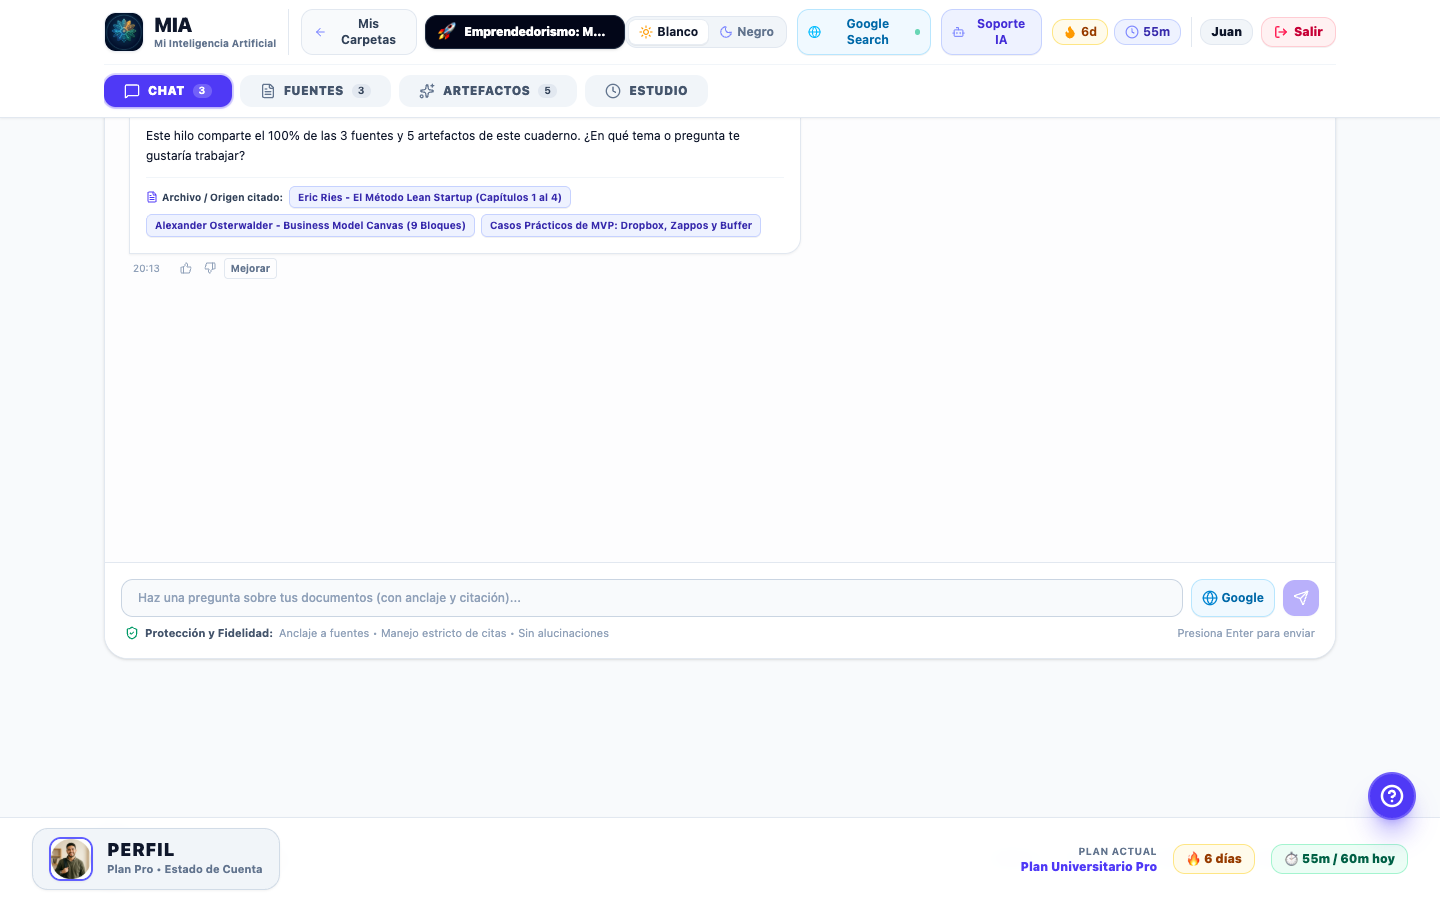 MIA
Mi Inteligencia Artificial
Mis
Carpetas
Emprendedorismo: M...
Blanco
Negro
Google
Search
Soporte
IA
6d
55m
Juan
Salir
CHAT 3
FUENTES 3
ARTEFACTOS 5
ESTUDIO
Este hilo comparte el 100% de las 3 fuentes y 5 artefactos de este cuaderno. ¿En qué tema o pregunta te
gustaría trabajar?
Archivo / Origen citado: Eric Ries - El Método Lean Startup (Capítulos 1 al 4)
Alexander Osterwalder - Business Model Canvas (9 Bloques) Casos Prácticos de MVP: Dropbox, Zappos y Buffer
20:13 Mejorar
Haz una pregunta sobre tus documentos (con anclaje y citación)...
Google
Protección y Fidelidad: Anclaje a fuentes • Manejo estricto de citas • Sin alucinaciones
Presiona Enter para enviar
PERFIL
Plan Pro • Estado de Cuenta
PLAN ACTUAL
Plan Universitario Pro
6 días
55m / 60m hoy